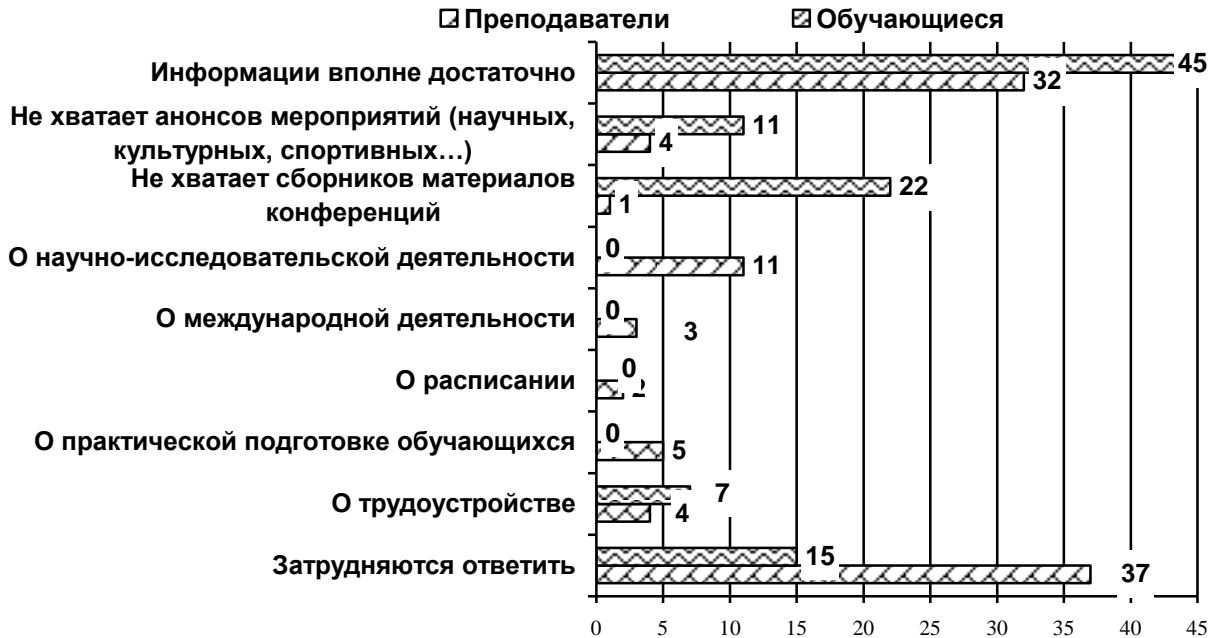 Преподаватели Обучающиеся
Информации вполне достаточно
45
32
Не хватает анонсов мероприятий (научных,
культурных, спортивных…)
11
4
Не хватает сборников материалов
конференций
22
1
О научно-исследовательской деятельности
0
11
О международной деятельности
0
3
О расписании
0
2
О практической подготовке обучающихся
0
5
О трудоустройстве
7
4
Затрудняются ответить
15
37
0 5 10 15 20 25 30 35 40 45